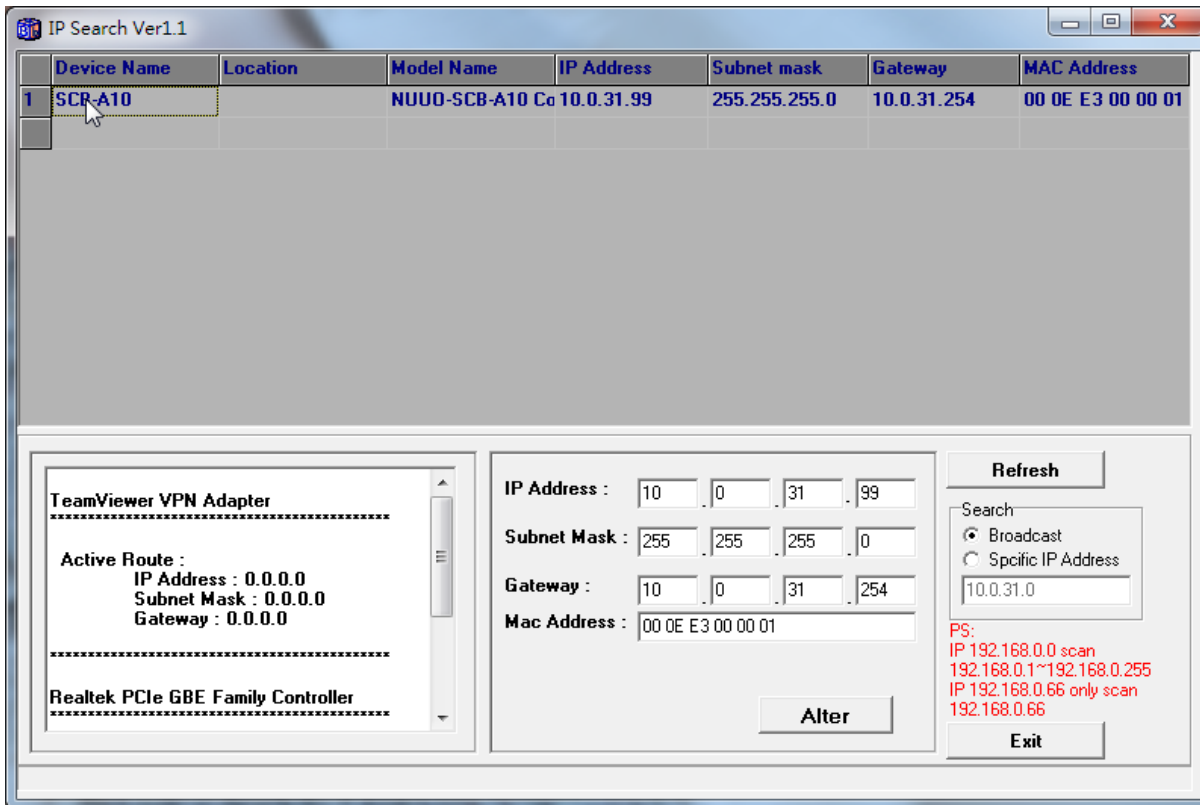 IP Search Ver1.1
Device Name Location Model Name IP Address Subnet mask Gateway MAC Address
1 SCB-A10 NUUO-SCB-A10 Co 10.0.31.99 255.255.255.0 10.0.31.254 00 0E E3 00 00 01
TeamViewer VPN Adapter
*********************************************
Active Route :
IP Address : 0.0.0.0
Subnet Mask : 0.0.0.0
Gateway : 0.0.0.0
*********************************************
Realtek PCIe GBE Family Controller
*********************************************
IP Address : 10 . 0 . 31 . 99
Subnet Mask : 255 . 255 . 255 . 0
Gateway : 10 . 0 . 31 . 254
Mac Address : 00 0E E3 00 00 01
Alter
Refresh
Search
Broadcast
Spcific IP Address
10.0.31.0
PS:
IP 192.168.0.0 scan
192.168.0.1~192.168.0.255
IP 192.168.0.66 only scan
192.168.0.66
Exit